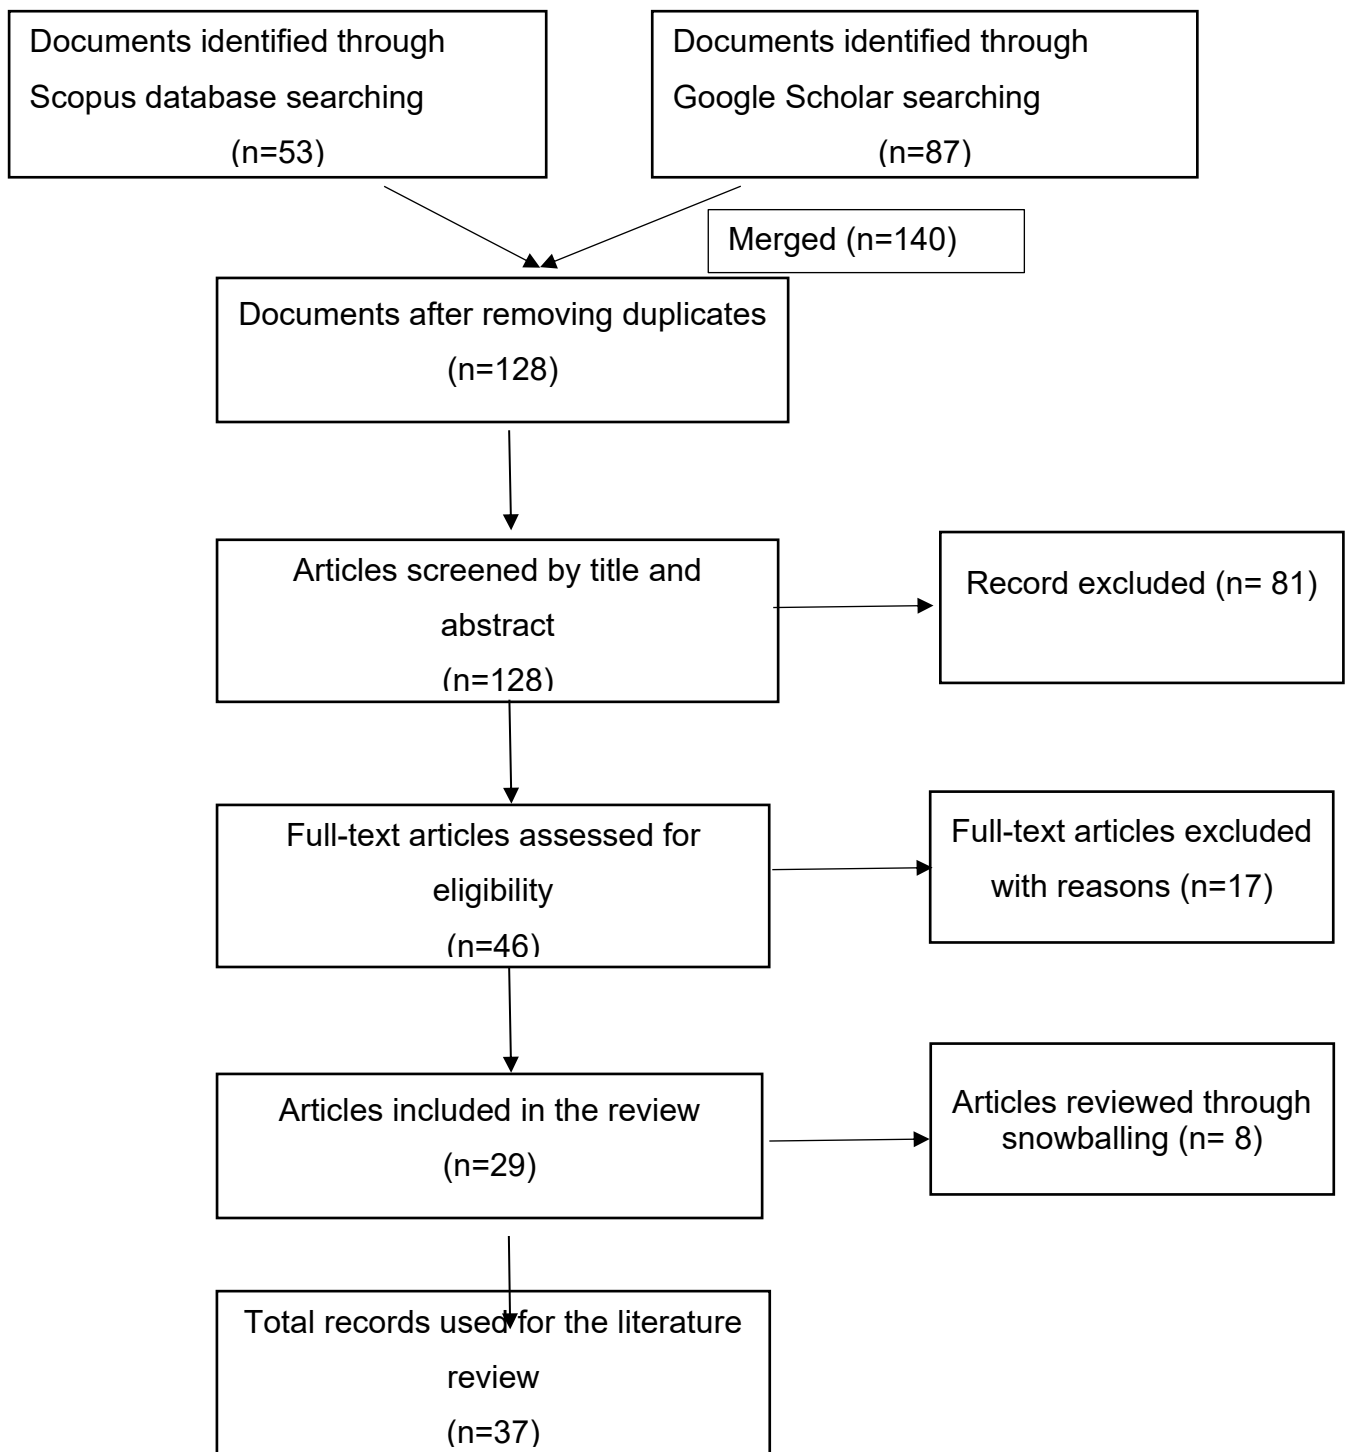 Documents identified through
Scopus database searching
(n=53)
Documents identified through
Google Scholar searching
(n=87)
Merged (n=140)
Documents after removing duplicates
(n=128)
Articles screened by title and
abstract
(n=128)
Record excluded (n= 81)
Full-text articles assessed for
eligibility
(n=46)
Full-text articles excluded
with reasons (n=17)
Articles included in the review
(n=29)
Articles reviewed through
snowballing (n= 8)
Total records used for the literature
review
(n=37)